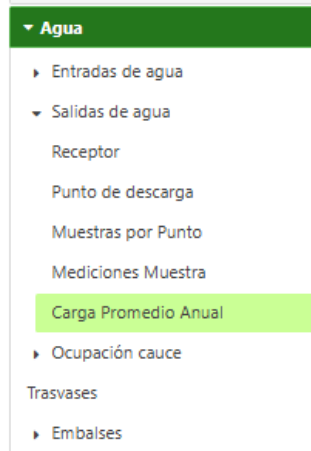 Agua
Entradas de agua
Salidas de agua
Receptor
Punto de descarga
Muestras por Punto
Mediciones Muestra
Carga Promedio Anual
Ocupación cauce
Trasvases
Embalses